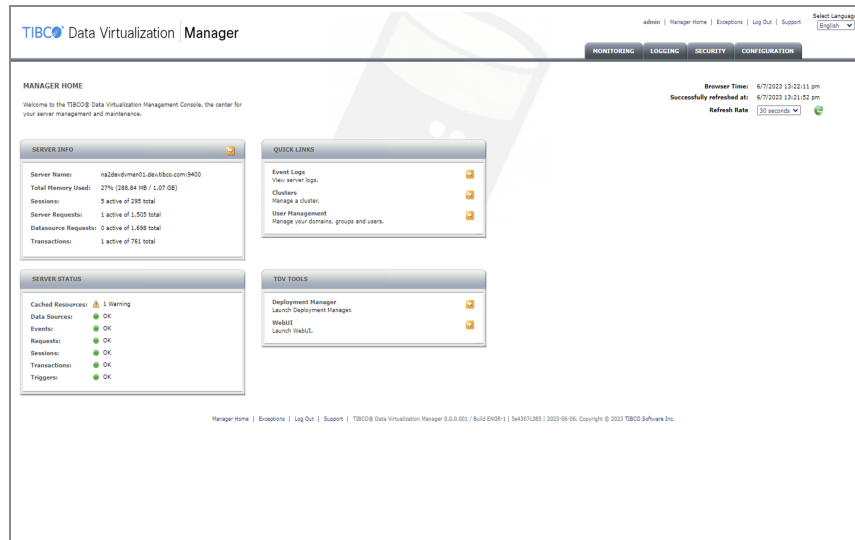 TIBCO® Data Virtualization | Manager
admin | Manager Home | Exceptions | Log Out | Support
Select Language
English
MONITORING LOGGING SECURITY CONFIGURATION
MANAGER HOME
Welcome to the TIBCO® Data Virtualization Management Console, the center for
your server management and maintenance.
Browser Time: 6/7/2023 13:22:11 pm
Successfully refreshed at: 6/7/2023 13:21:52 pm
Refresh Rate 30 seconds
SERVER INFO
Server Name: na2devdvmen01.dev.tibco.com:9400
Total Memory Used: 27% (288.84 MB / 1.07 GB)
Sessions: 5 active of 295 total
Server Requests: 1 active of 1,505 total
Datasource Requests: 0 active of 1,698 total
Transactions: 1 active of 761 total
QUICK LINKS
Event Logs
View server logs.
Clusters
Manage a cluster.
User Management
Manage your domains, groups and users.
SERVER STATUS
Cached Resources: 1 Warning
Data Sources: OK
Events: OK
Requests: OK
Sessions: OK
Transactions: OK
Triggers: OK
TDV TOOLS
Deployment Manager
Launch Deployment Manager.
WebUI
Launch WebUI.
Manager Home | Exceptions | Log Out | Support | TIBCO® Data Virtualization Manager 0.0.0.001 / Build ENGR-1 | 5e4307c385 | 2023-06-06. Copyright © 2023 TIBCO Software Inc.